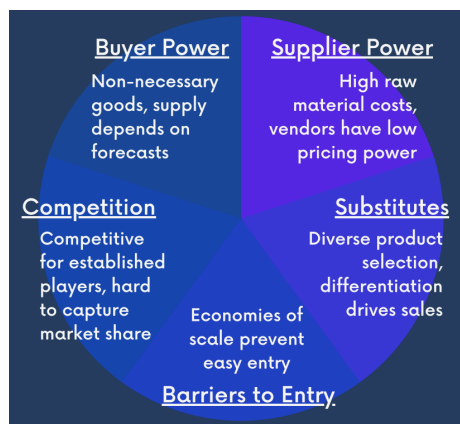 Buyer Power
Non-necessary
goods, supply
depends on
forecasts
Supplier Power
High raw
material costs,
vendors have low
pricing power
Competition
Competitive
for established
players, hard
to capture
market share
Substitutes
Diverse product
selection,
differentiation
drives sales
Economies of
scale prevent
easy entry
Barriers to Entry